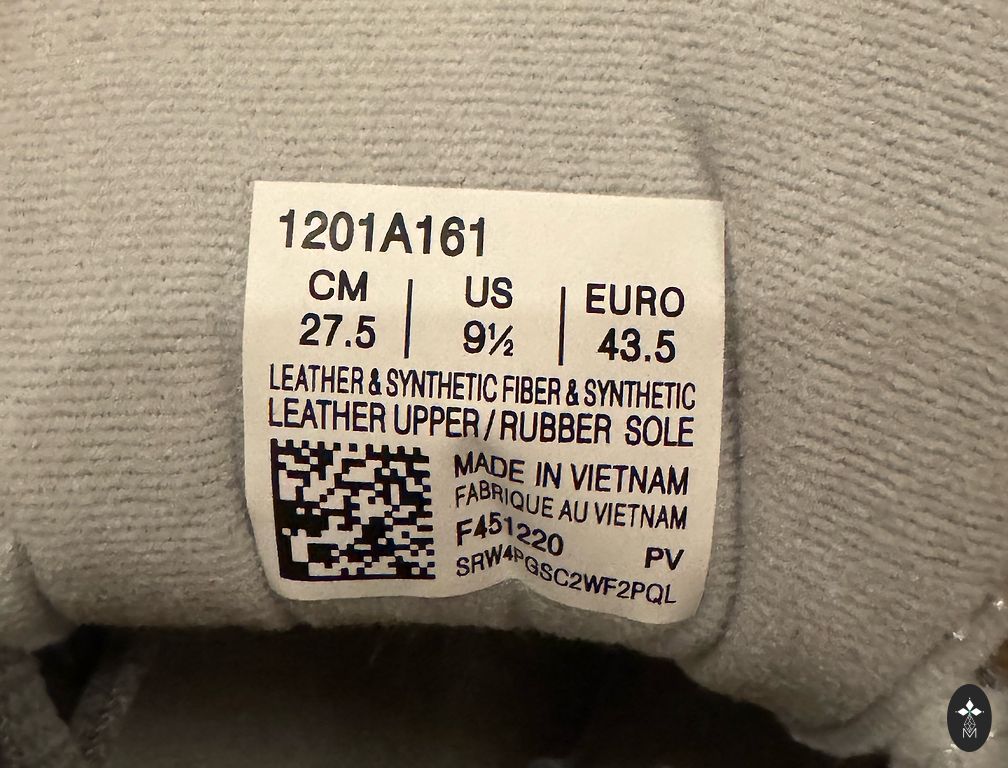 1201A161
CM US EURO
27.5 9½ 43.5
LEATHER & SYNTHETIC FIBER & SYNTHETIC
LEATHER UPPER / RUBBER SOLE
MADE IN VIETNAM
FABRIQUE AU VIETNAM
F451220 PV
SRW4PGSC2WF2PQL
M